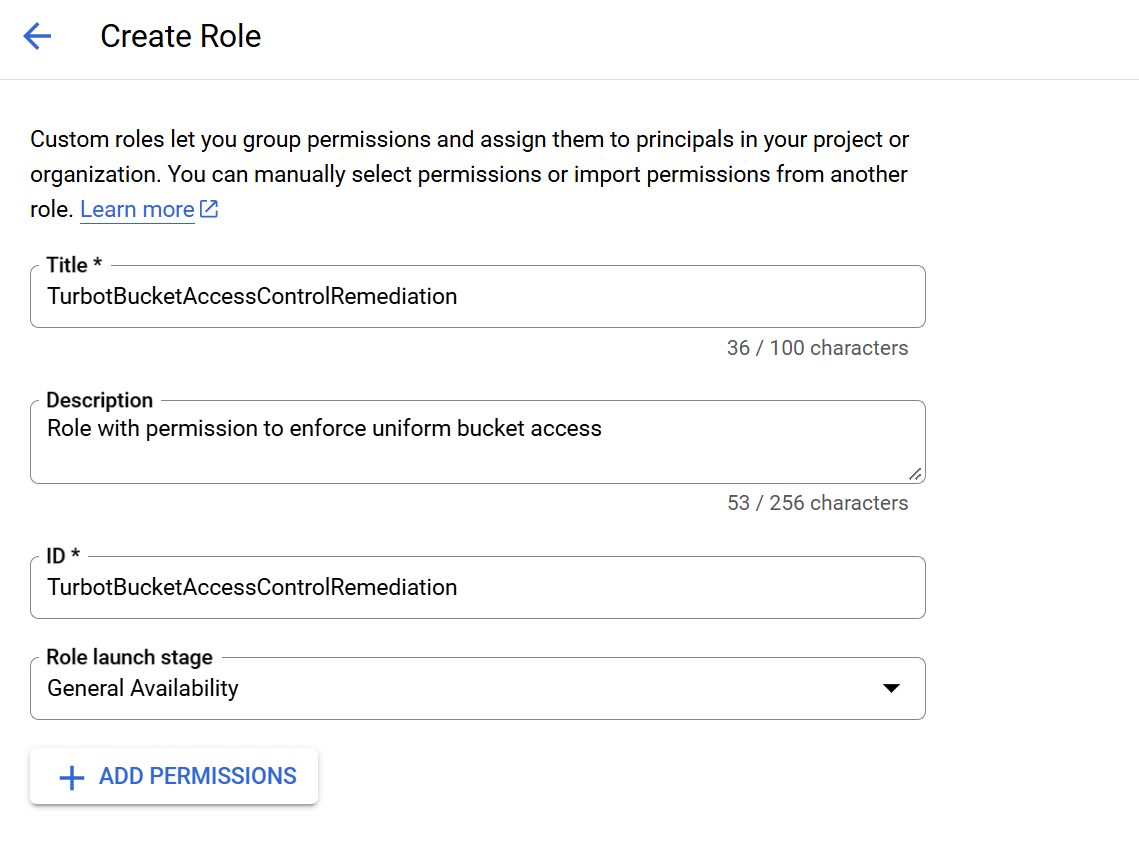 Create Role
Custom roles let you group permissions and assign them to principals in your project or
organization. You can manually select permissions or import permissions from another
role. Learn more
Title *
TurbotBucketAccessControlRemediation
36 / 100 characters
Description
Role with permission to enforce uniform bucket access
53 / 256 characters
ID *
TurbotBucketAccessControlRemediation
Role launch stage
General Availability
ADD PERMISSIONS